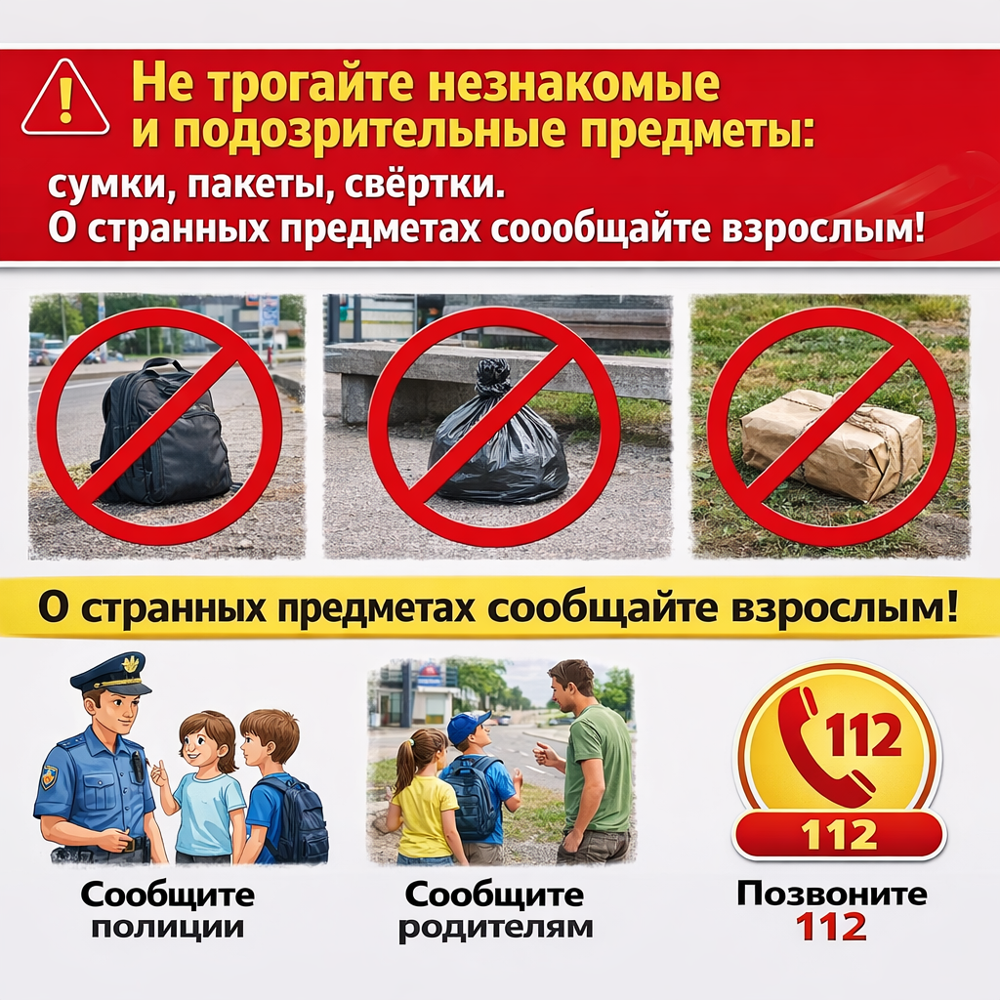 Не трогайте незнакомые
и подозрительные предметы:
сумки, пакеты, свёртки.
О странных предметах соообщайте взрослым!
О странных предметах сообщайте взрослым!
112
112
Сообщите
полиции
Сообщите
родителям
Позвоните
112